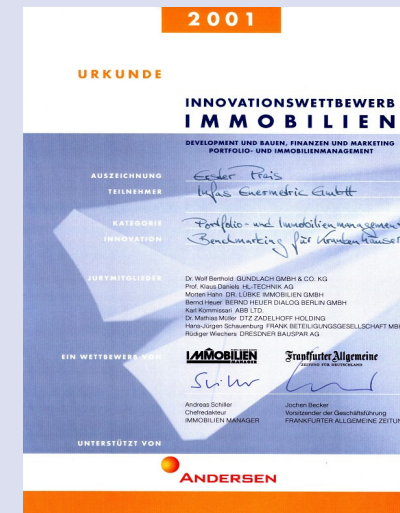 2001
URKUNDE
INNOVATIONSWETTBEWERB
IMMOBILIEN
DEVELOPMENT UND BAUEN, FINANZEN UND MARKETING
PORTFOLIO- UND IMMOBILIENMANAGEMENT
AUSZEICHNUNG Erster Preis
TEILNEHMER Infas Enermetric GmbH
KATEGORIE Portfolio- und Immobilienmanagement
INNOVATION Benchmarking für Krankenhäuser
JURYMITGLIEDER Dr. Wolf Berthold GUNDLACH GMBH & CO. KG
Prof. Klaus Daniels HL-TECHNIK AG
Morten Hahn DR. LÜBKE IMMOBILIEN GMBH
Bernd Heuer BERND HEUER DIALOG BERLIN GMBH
Karl Kommissari ABB LTD.
Dr. Mathias Müller DTZ ZADELHOFF HOLDING
Hans-Jürgen Schauenburg FRANK BETEILIGUNGSGESELLSCHAFT MBH
Rüdiger Wiechers DRESDNER BAUSPAR AG
EIN WETTBEWERB VON IMMOBILIEN MANAGER Frankfurter Allgemeine
ZEITUNG FÜR DEUTSCHLAND
Andreas Schiller Jochen Becker
Chefredakteur Vorsitzender der Geschäftsführung
IMMOBILIEN MANAGER FRANKFURTER ALLGEMEINE ZEITUN
UNTERSTÜTZT VON
ANDERSEN